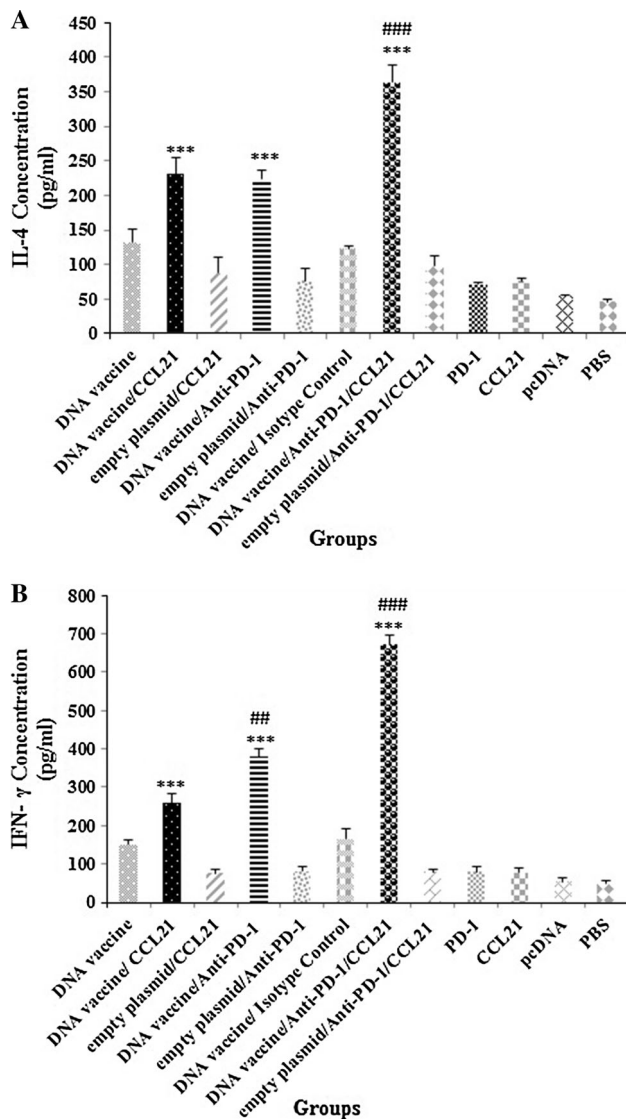 A
450
400
350
300
250
200
150
100
50
0
IL-4 Concentration
(pg/ml)
***
***
###
***
DNA vaccine
DNA vaccine/CCL21
empty plasmid/CCL21
DNA vaccine/Anti-PD-1
empty plasmid/Anti-PD-1
DNA vaccine/ Isotype Control
DNA vaccine/Anti-PD-1/CCL21
empty plasmid/Anti-PD-1/CCL21
PD-1
CCL21
pcDNA
PBS
Groups
B
800
700
600
500
400
300
200
100
0
IFN- γ Concentration
(pg/ml)
***
##
***
###
***
DNA vaccine
DNA vaccine/ CCL21
empty plasmid/CCL21
DNA vaccine/Anti-PD-1
empty plasmid/Anti-PD-1
DNA vaccine/ Isotype Control
DNA vaccine/Anti-PD-1/CCL21
empty plasmid/Anti-PD-1/CCL21
PD-1
CCL21
pcDNA
PBS
Groups